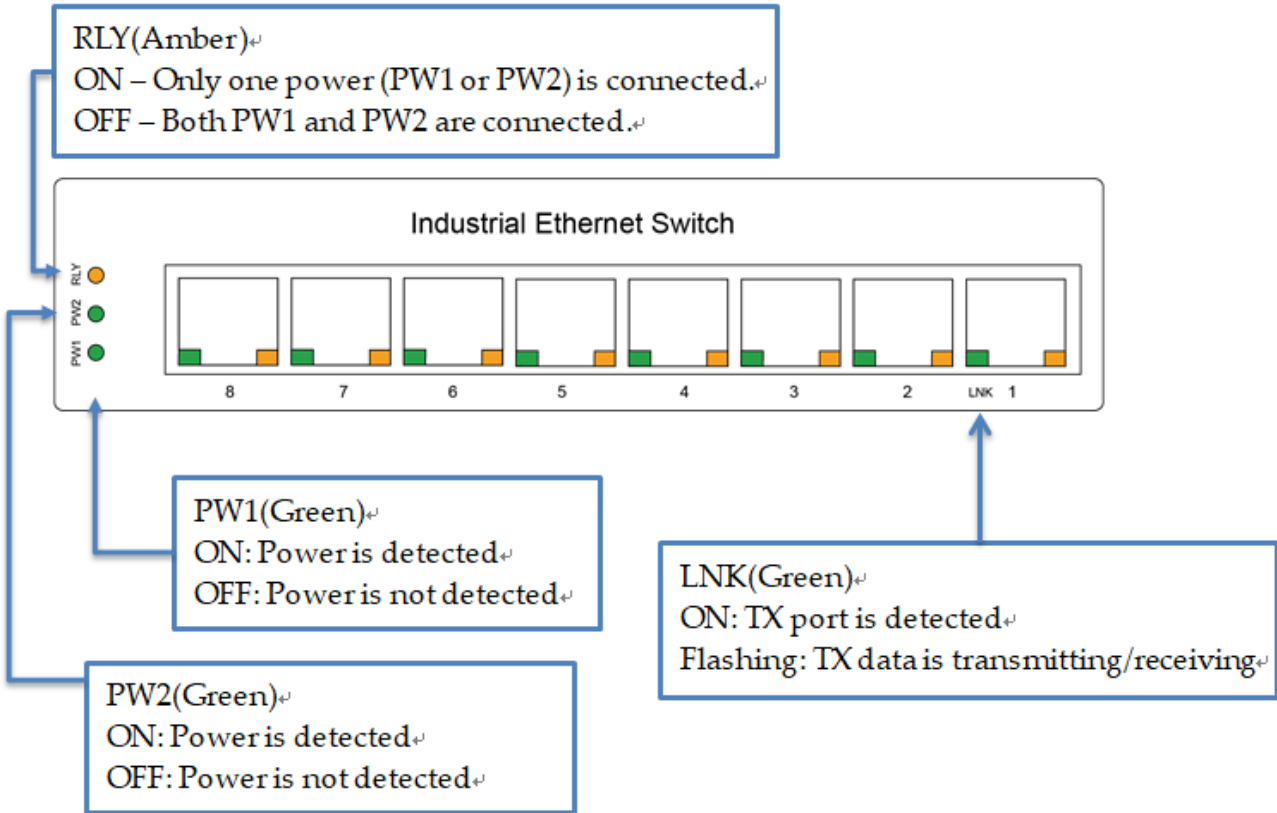 RLY(Amber)↵
ON – Only one power (PW1 or PW2) is connected.↵
OFF – Both PW1 and PW2 are connected.↵
Industrial Ethernet Switch
RLY
PW2
PW1
8 7 6 5 4 3 2 LNK 1
PW1(Green)↵
ON: Power is detected↵
OFF: Power is not detected↵
LNK(Green)↵
ON: TX port is detected↵
Flashing: TX data is transmitting/receiving↵
PW2(Green)↵
ON: Power is detected↵
OFF: Power is not detected↵